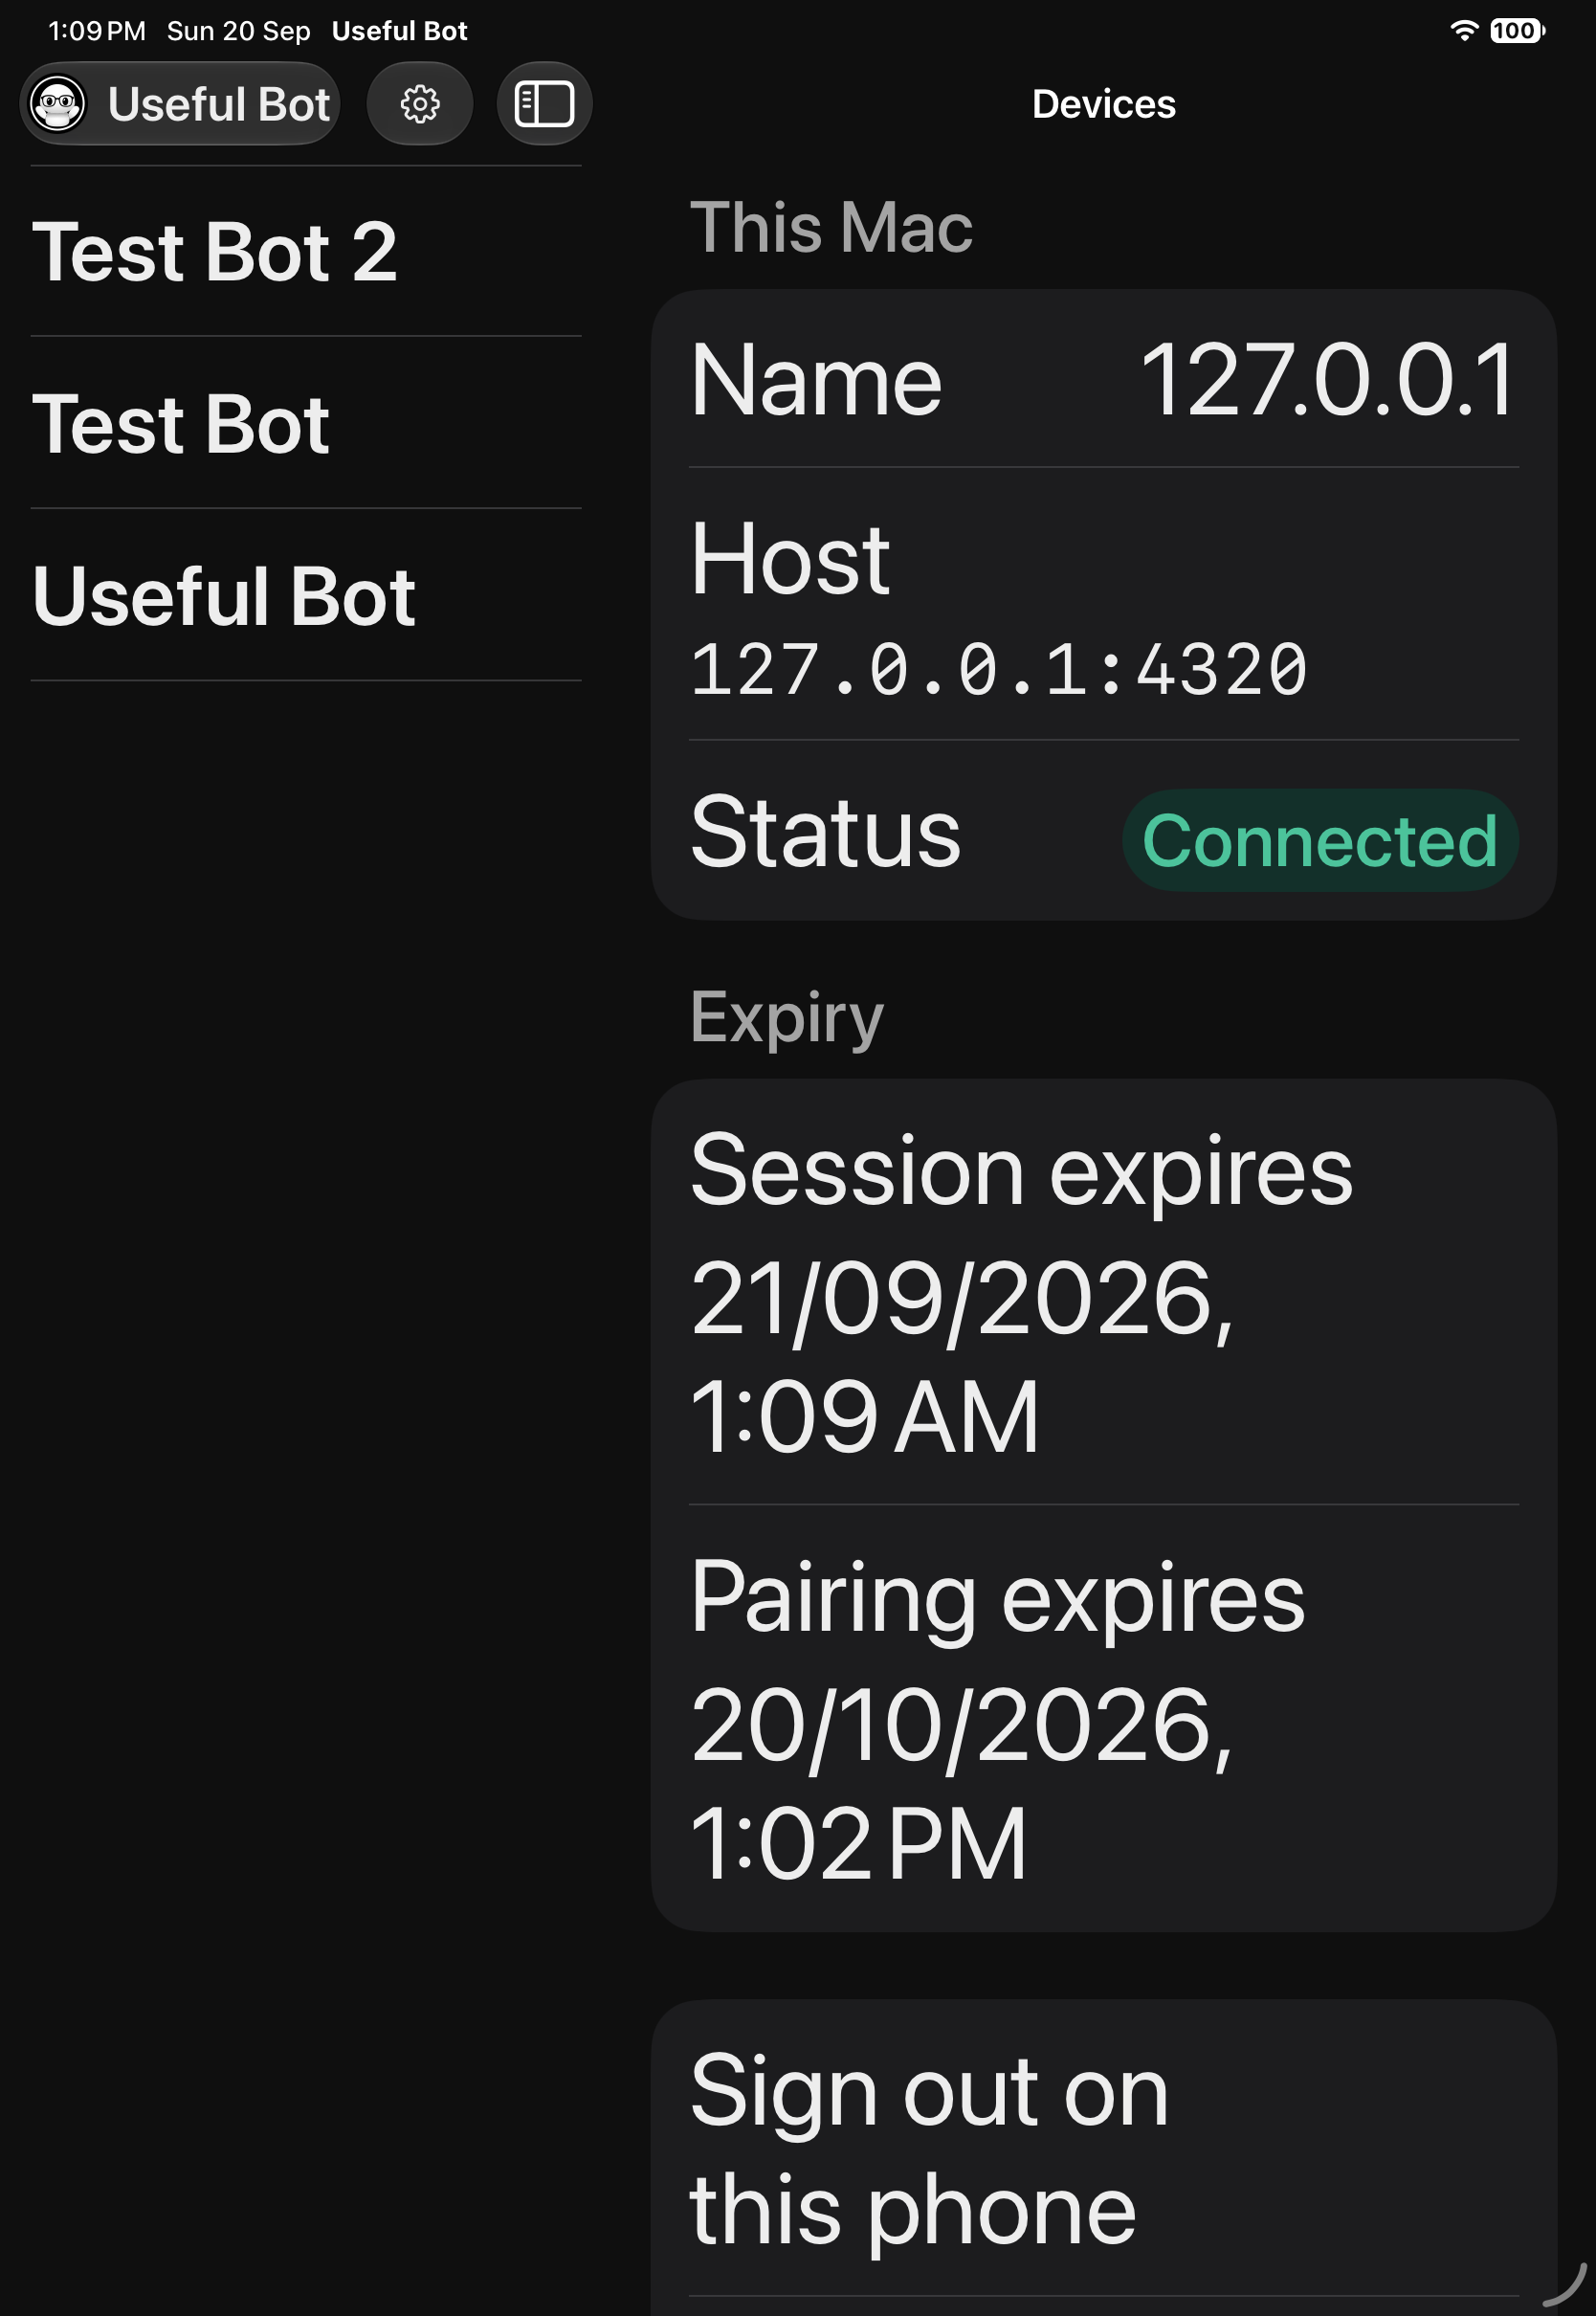 1:09 PM Sun 20 Sep Useful Bot
100
Useful Bot
Devices
Test Bot 2
Test Bot
Useful Bot
This Mac
Name 127.0.0.1
Host
127.0.0.1:4320
Status Connected
Expiry
Session expires
21/09/2026,
1:09 AM
Pairing expires
20/10/2026,
1:02 PM
Sign out on
this phone